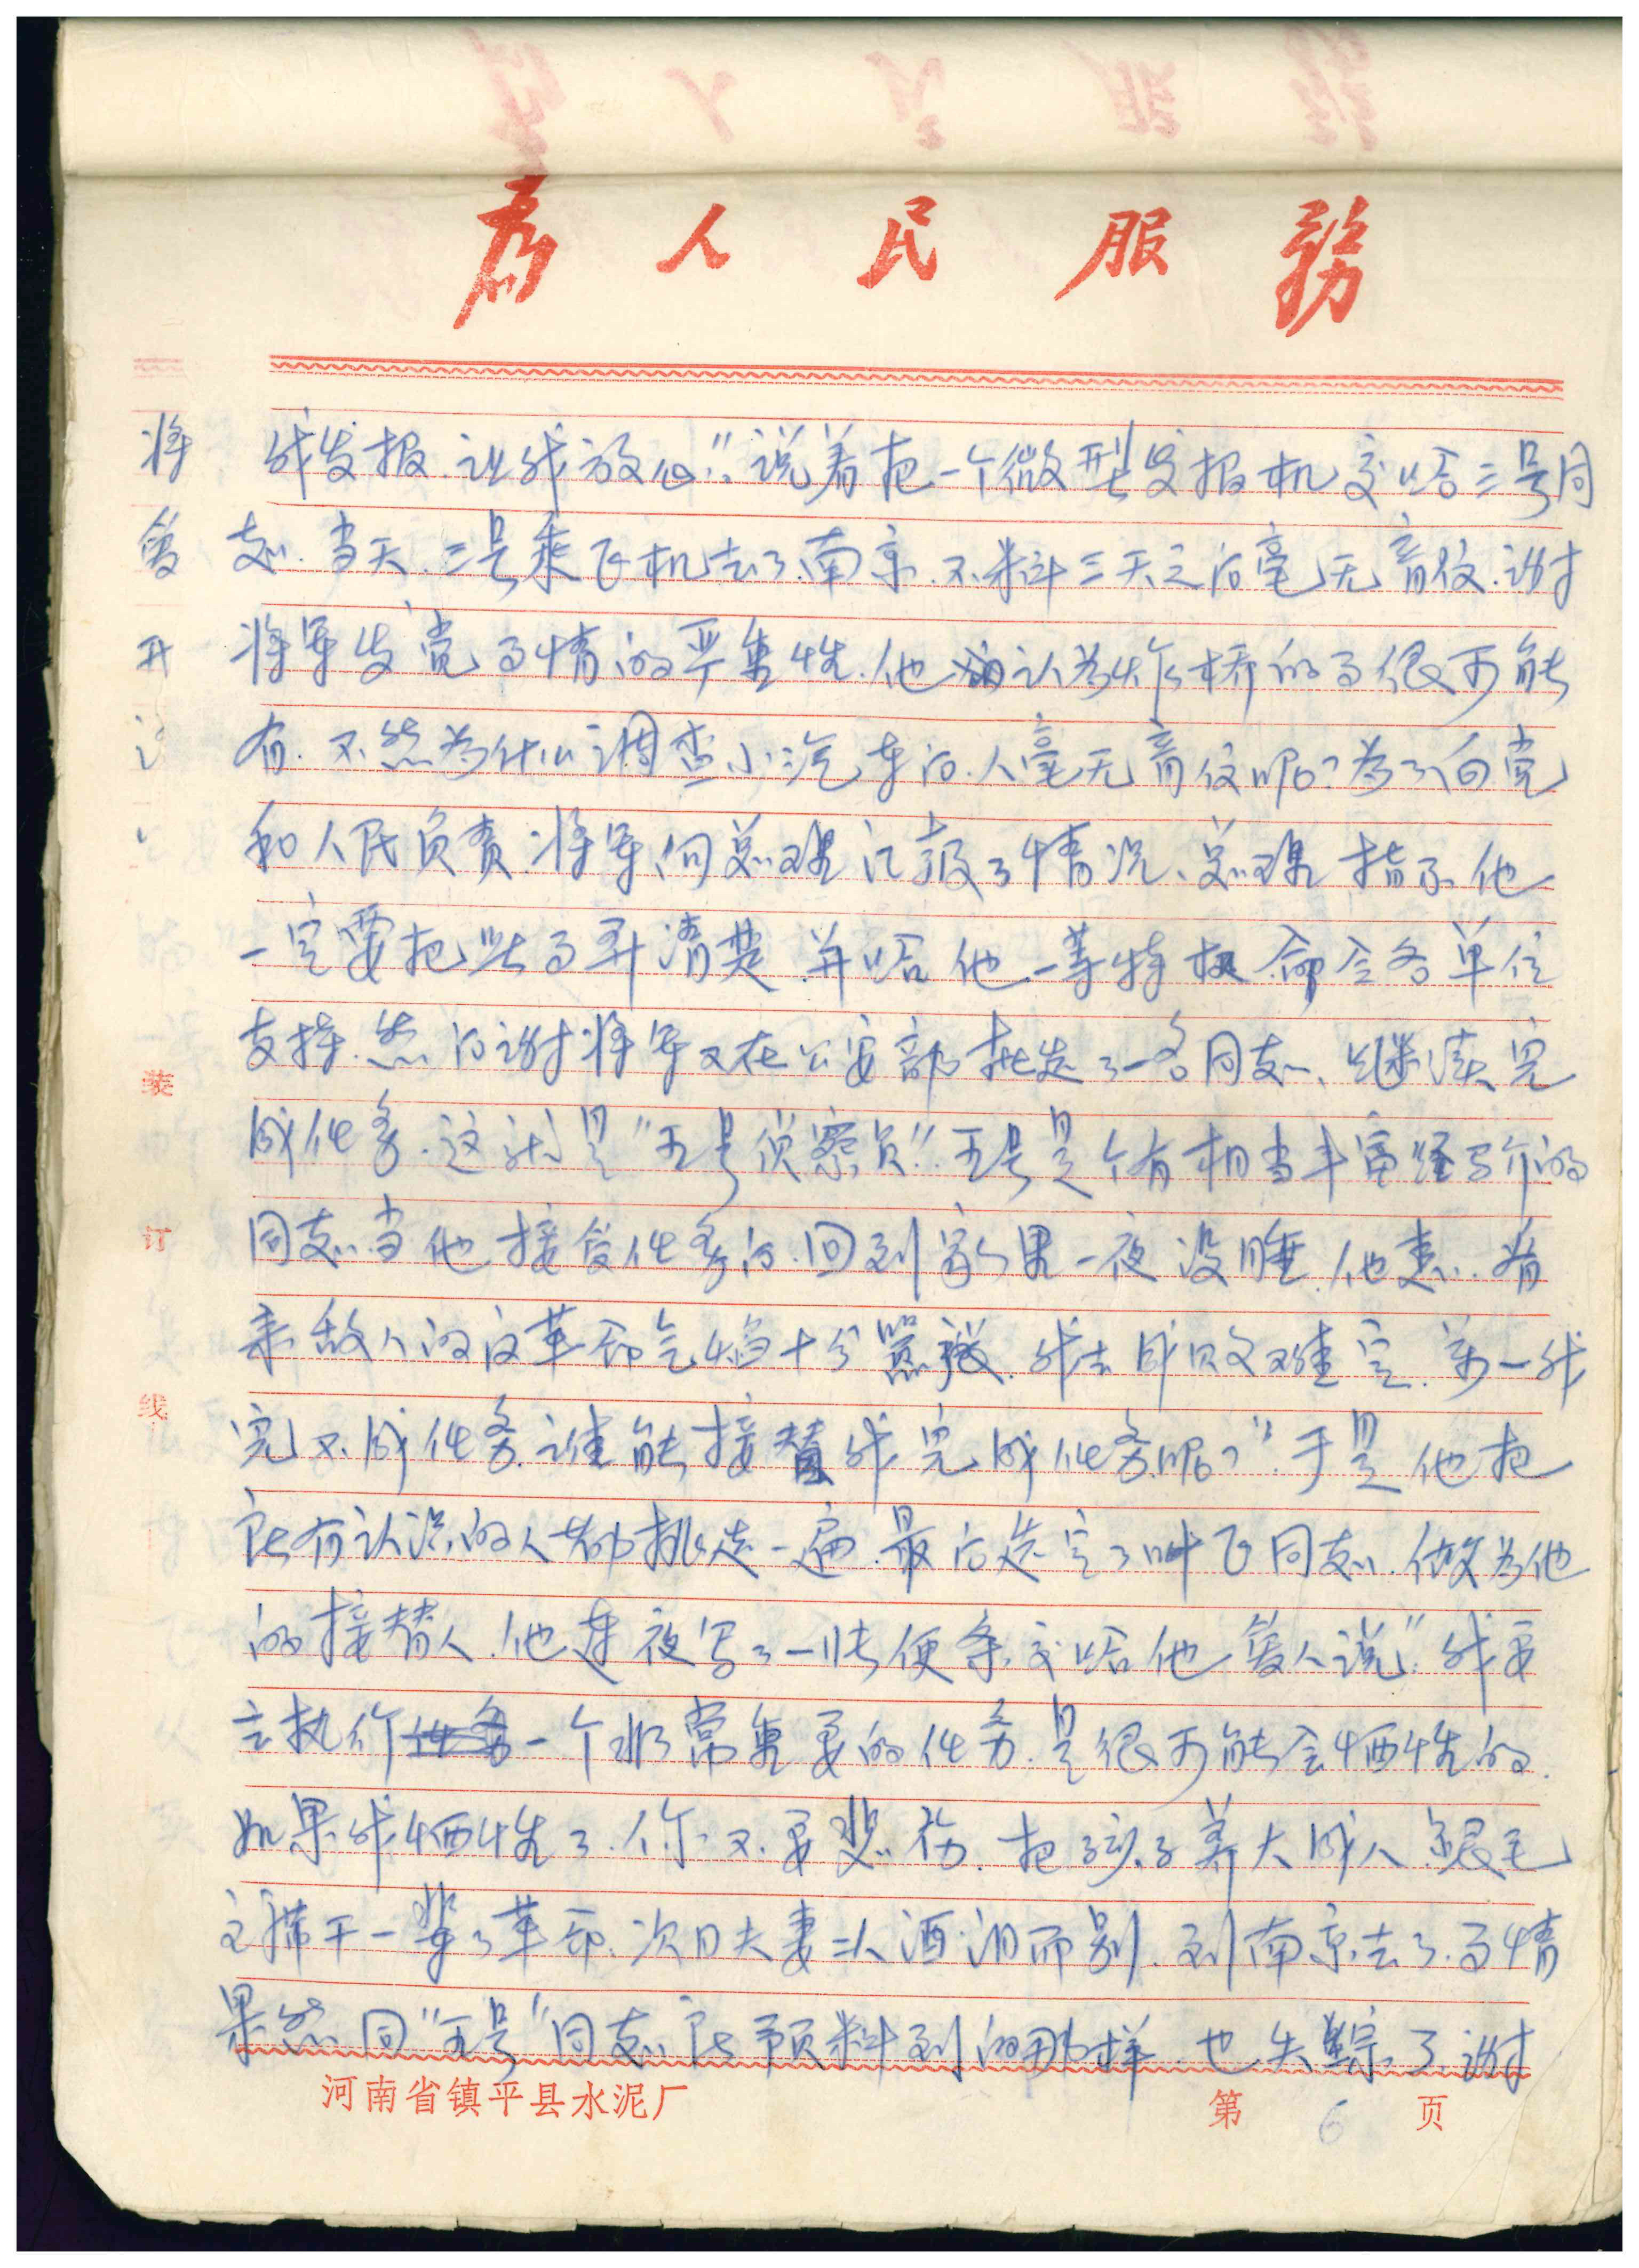 为人民服务
我发报.让我放心".说着把一个微型发报机交给三号同
志.当天.三号乘飞机去了南京.不料三天之后毫无音仪.谢
将军发觉了事情的严重性.他认为炸桥的事很可能
有.不然为什么调查小汽车的人毫无音仪呢?为了向党
和人民负责.将军向总理汇报了情况、总理指示他
一定要把此事弄清楚.并给他一等特权命令各单位
支持.然后谢将军又在公安部挑选了一名同志、继续完
成任务.这就是"五号侦察员".五号是个有相当丰富经验的
同志.当他接受任务后.回到家里一夜没睡.他想.看
来敌人的反革命气焰十分嚣张.我去成败难定.万一我
完不成任务.谁能接替我完成任务呢?".于是他把
所有认识的人都挑选一遍.最后选定了叶飞同志.做为他
的接替人.他连夜写了一张便条交给他爱人说:"我要
去执行一个非常重要的任务.是很可能会牺牲的.
如果我牺牲了.你不要悲伤.把孩子养大成人.跟毛
主席干一辈子革命.次日夫妻二人洒泪而别.到南京去了.事情
果然同"五号"同志所预料到的那样.也失踪了.谢
将
爱
开
装
订
线
河南省镇平县水泥厂 第 6 页